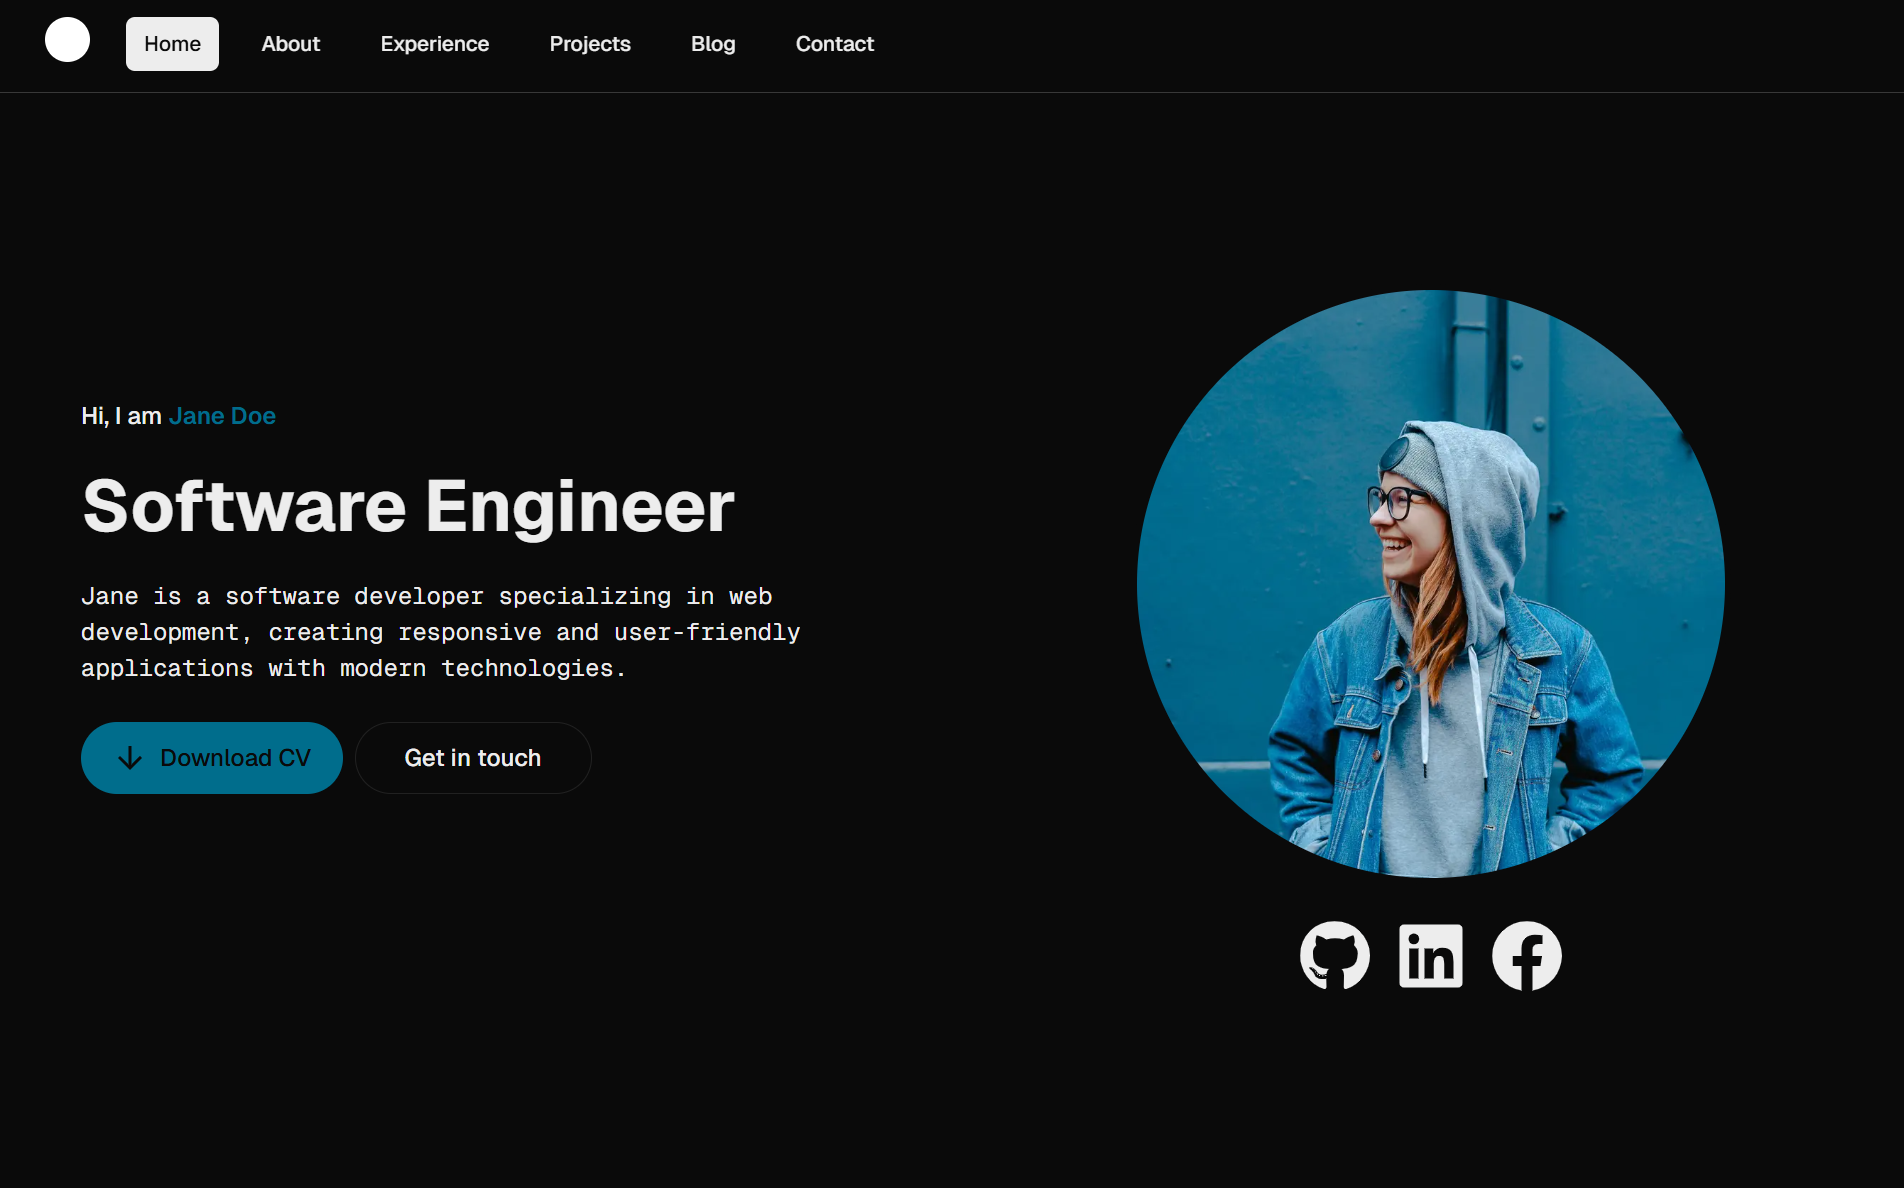 Home About Experience Projects Blog Contact
Hi, I am Jane Doe
Software Engineer
Jane is a software developer specializing in web
development, creating responsive and user-friendly
applications with modern technologies.
Download CV Get in touch
in